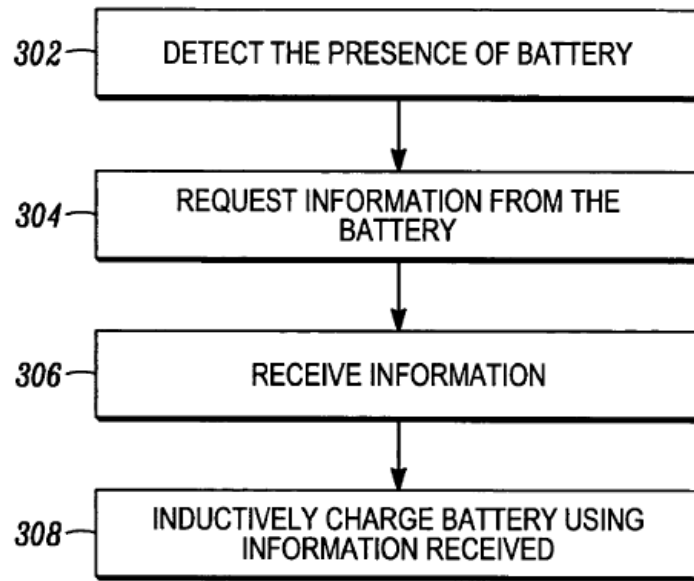 302
DETECT THE PRESENCE OF BATTERY
304
REQUEST INFORMATION FROM THE
BATTERY
306
RECEIVE INFORMATION
308
INDUCTIVELY CHARGE BATTERY USING
INFORMATION RECEIVED